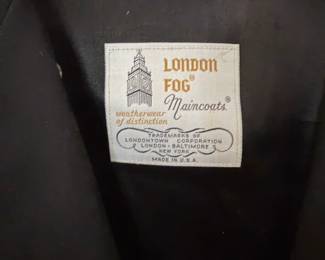 LONDON
FOG®
Maincoats®
weatherwear
of distinction
TRADEMARKS OF
LONDONTOWN CORPORATION
LONDON - BALTIMORE
NEW YORK
MADE IN U.S.A.